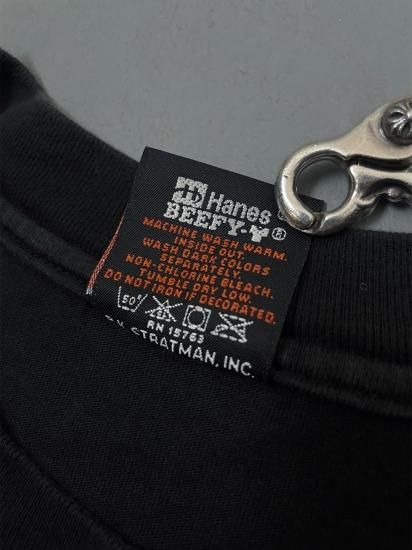 Hanes
BEEFY-T®
MACHINE WASH WARM.
INSIDE OUT.
WASH DARK COLORS
SEPARATELY.
NON-CHLORINE BLEACH.
TUMBLE DRY LOW.
DO NOT IRON IF DECORATED.
50°
RN 15763
STRATMAN, INC.